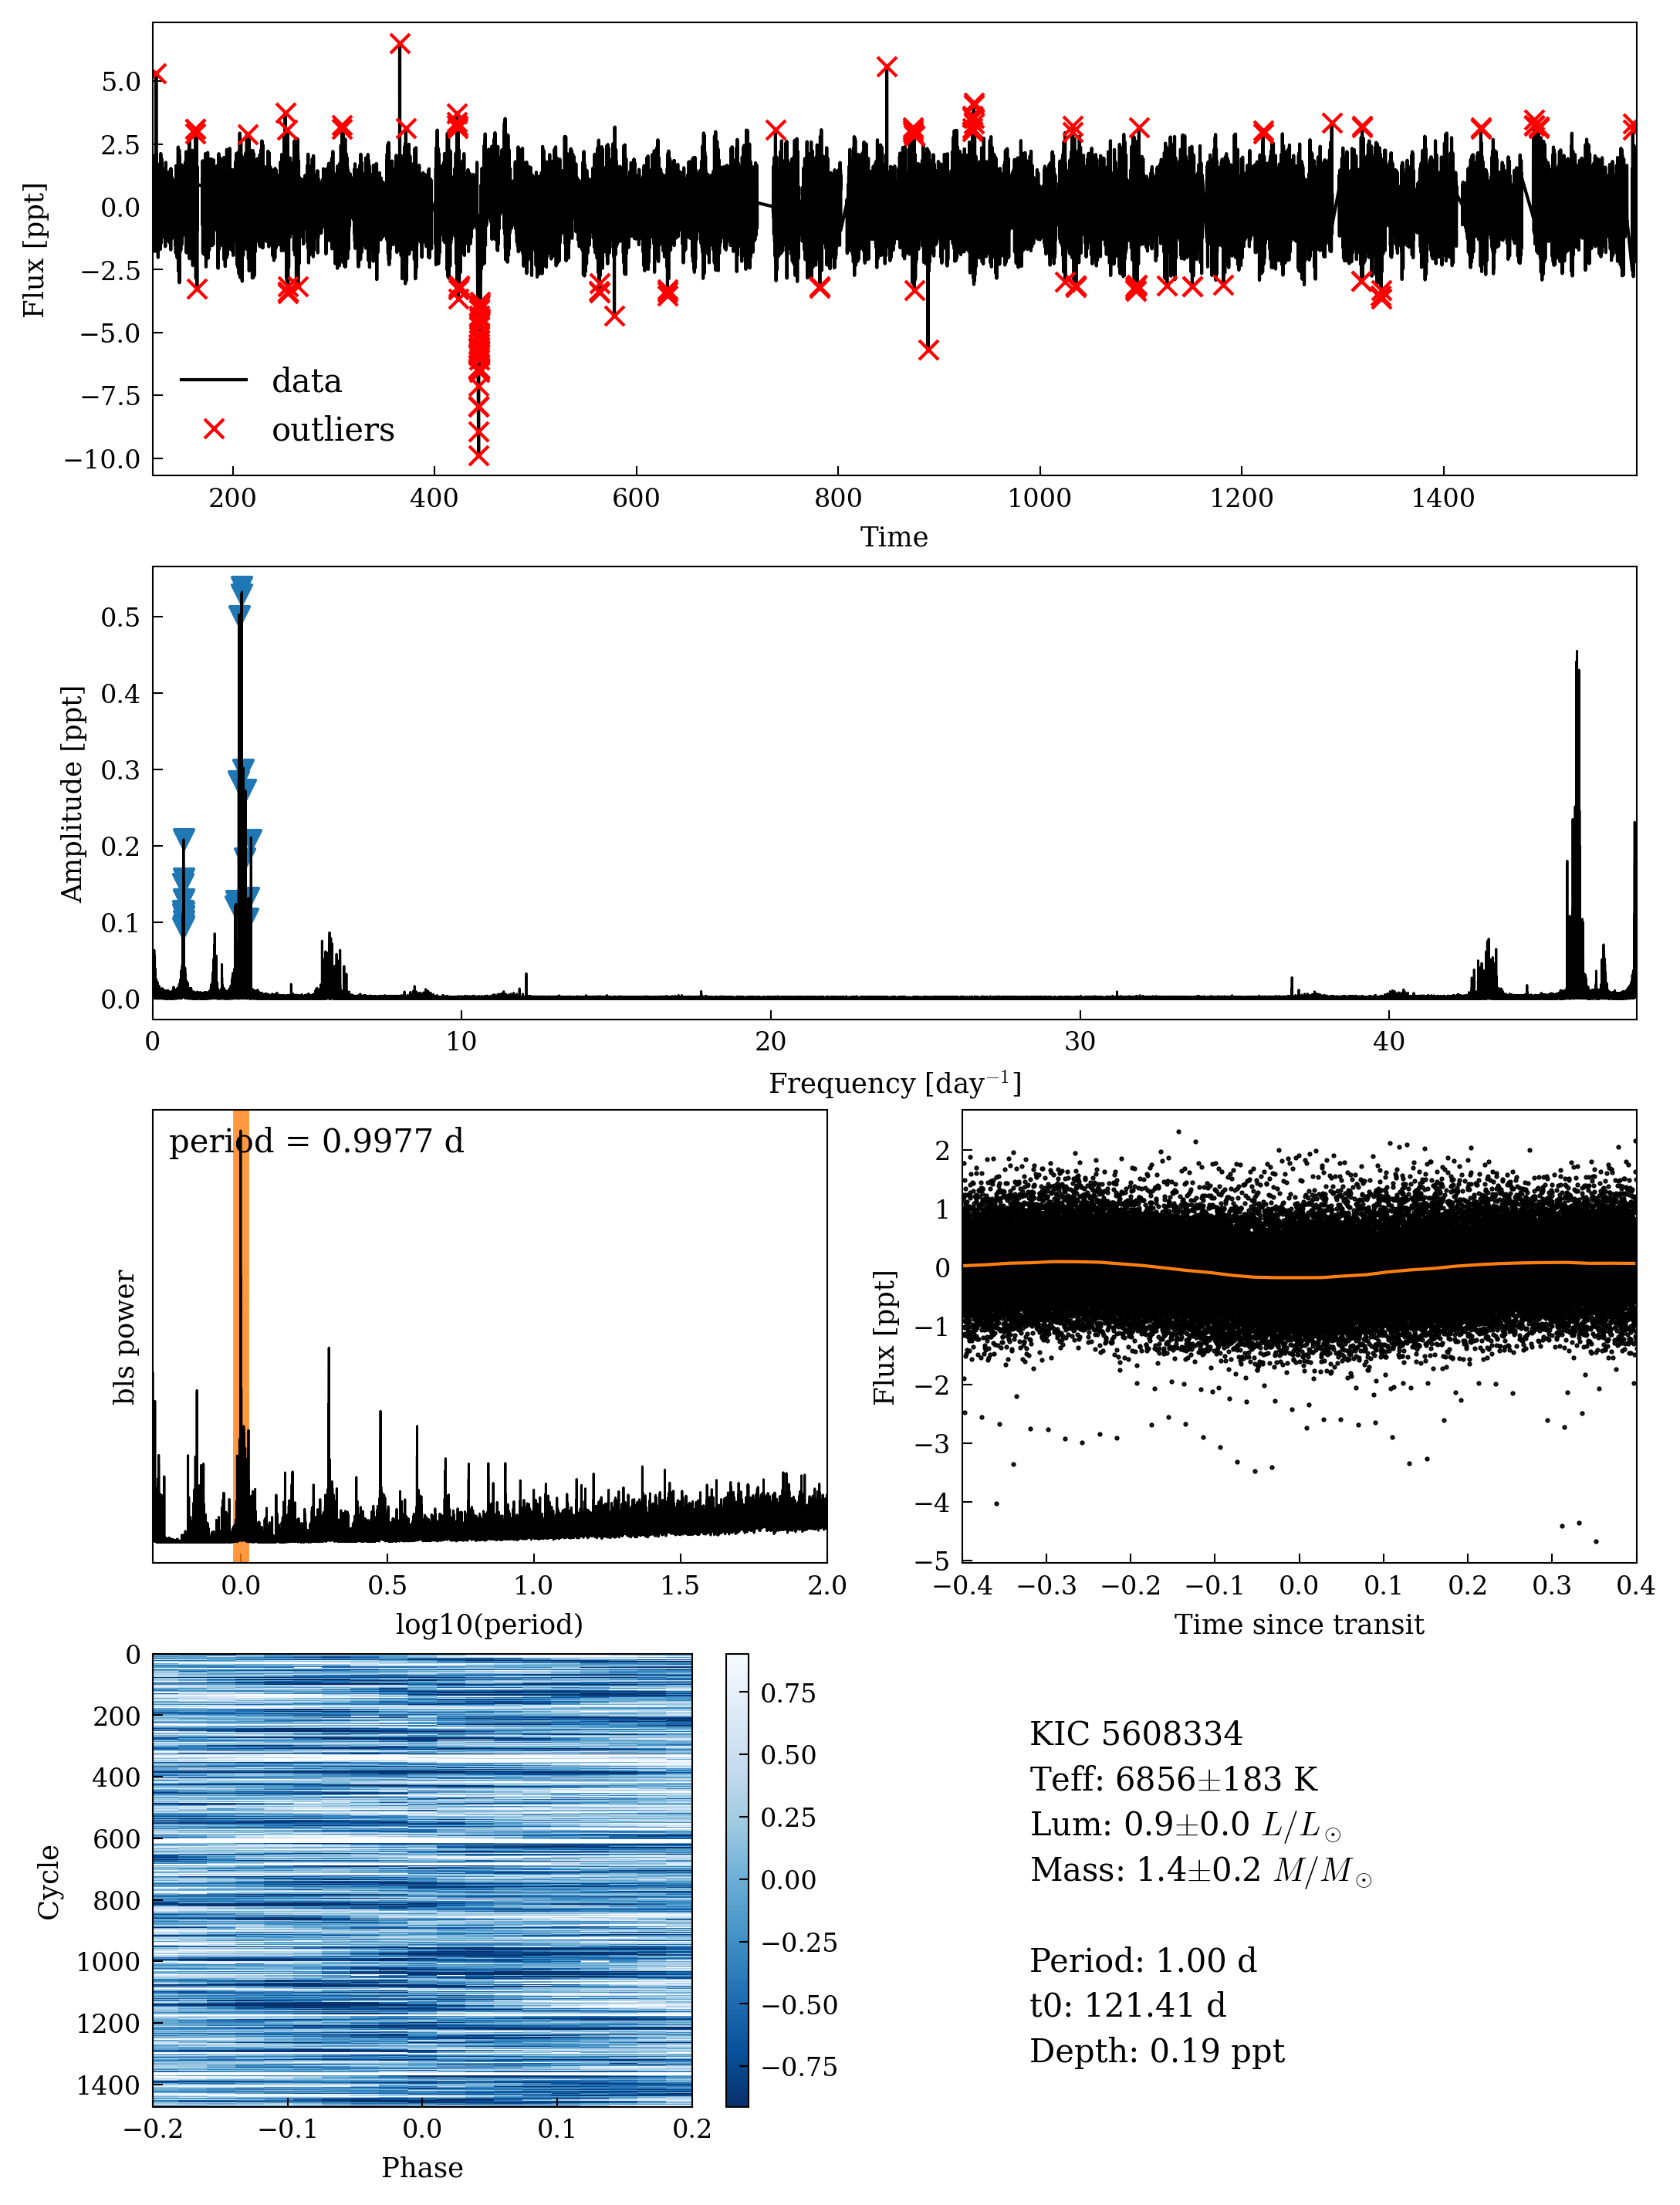 5.0
2.5
0.0
−2.5
−5.0
−7.5
−10.0
Flux [ppt]
data
outliers
200 400 600 800 1000 1200 1400
Time
0.5
0.4
0.3
0.2
0.1
0.0
Amplitude [ppt]
0 10 20 30 40
Frequency [day⁻¹]
period = 0.9977 d
bls power
0.0 0.5 1.0 1.5 2.0
log10(period)
2
1
0
−1
−2
−3
−4
−5
Flux [ppt]
−0.4 −0.3 −0.2 −0.1 0.0 0.1 0.2 0.3 0.4
Time since transit
0
200
400
600
800
1000
1200
1400
Cycle
−0.2 −0.1 0.0 0.1 0.2
Phase
0.75
0.50
0.25
0.00
−0.25
−0.50
−0.75
KIC 5608334
Teff: 6856±183 K
Lum: 0.9±0.0 L/L⊙
Mass: 1.4±0.2 M/M⊙
Period: 1.00 d
t0: 121.41 d
Depth: 0.19 ppt